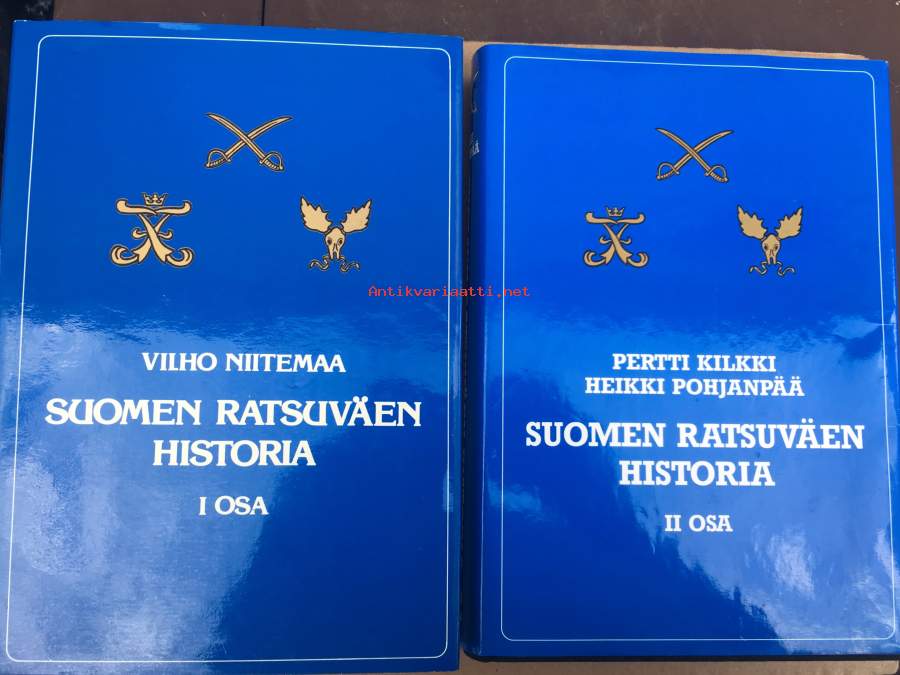 VILHO NIITEMAA
SUOMEN RATSUVÄEN
HISTORIA
I OSA
PERTTI KILKKI
HEIKKI POHJANPÄÄ
SUOMEN RATSUVÄEN
HISTORIA
II OSA
Antikvariaatti.net